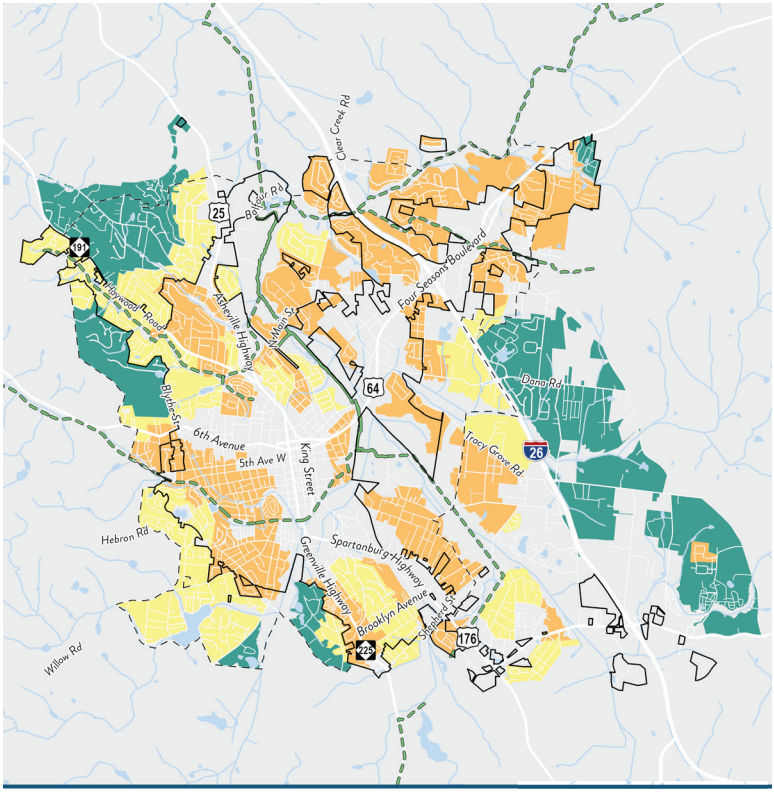 Clear Creek Rd
25
Balfour Rd
191
Four Seasons Boulevard
Haywood Road
Asheville Highway
N Main St
64
Dana Rd
Blythe St
6th Avenue
5th Ave W
King Street
Tracy Grove Rd
26
Hebron Rd
Spartanburg Highway
Greenville Highway
Brooklyn Avenue
Shepherd
176
225
Willow Rd